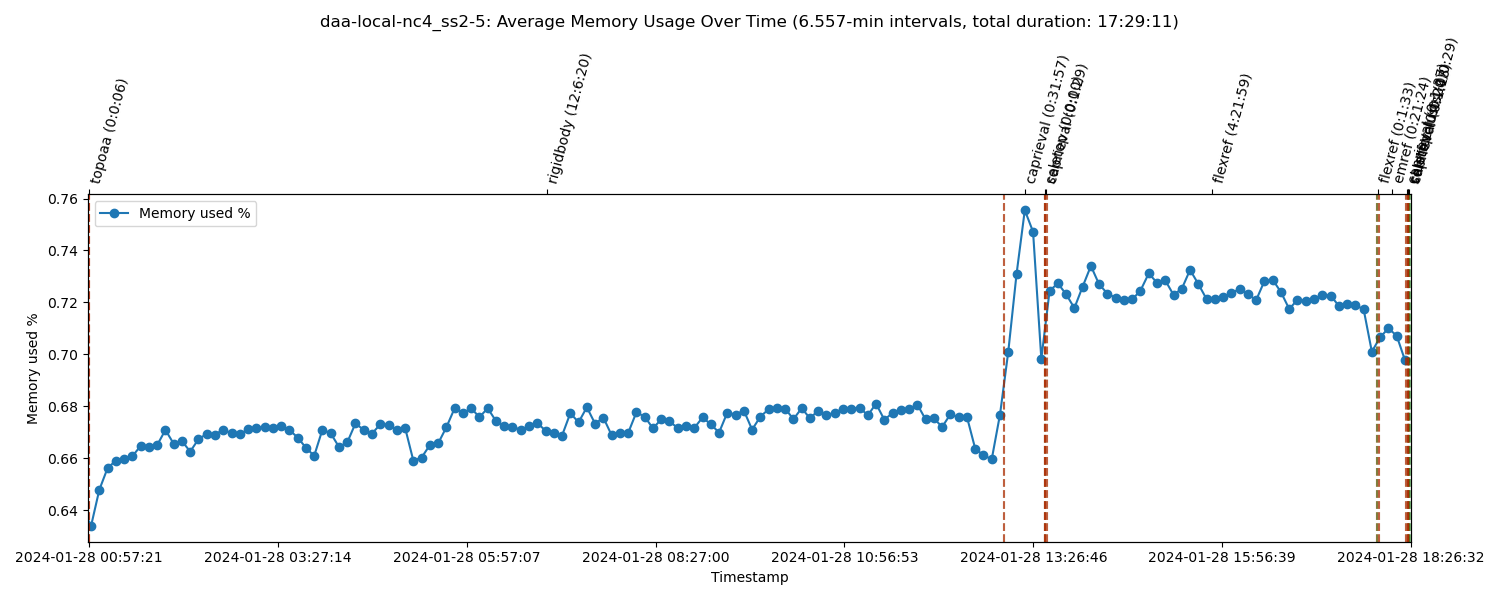 daa-local-nc4_ss2-5: Average Memory Usage Over Time (6.557-min intervals, total duration: 17:29:11)
topoaa (0:0:06)
rigidbody (12:6:20)
caprieval (0:31:57)
flexref (4:21:59)
flexref (0:1:33)
emref (0:21:24)
Memory used %
0.76
0.74
0.72
0.70
0.68
0.66
0.64
Memory used %
2024-01-28 00:57:21
2024-01-28 03:27:14
2024-01-28 05:57:07
2024-01-28 08:27:00
2024-01-28 10:56:53
2024-01-28 13:26:46
2024-01-28 15:56:39
2024-01-28 18:26:32
Timestamp